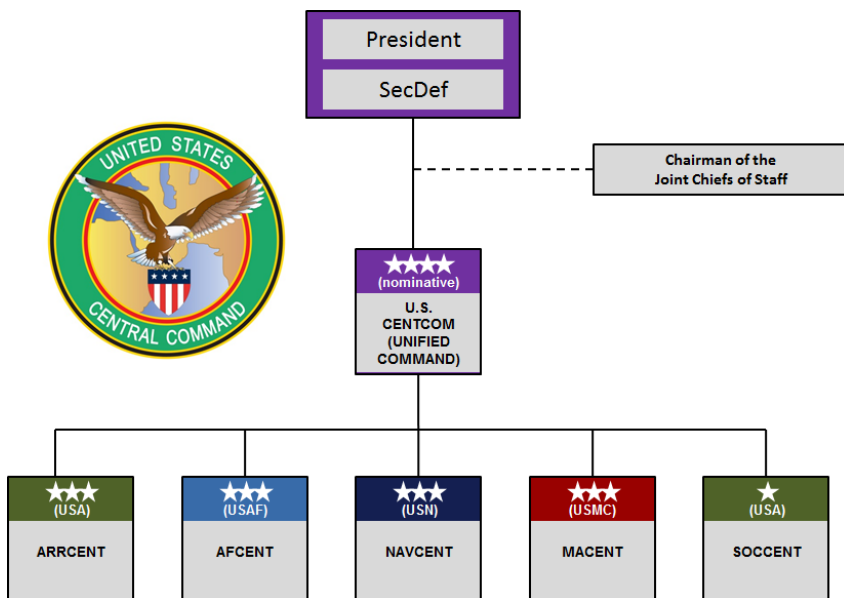 President
SecDef
UNITED STATES
CENTRAL COMMAND
Chairman of the
Joint Chiefs of Staff
(nominative)
U.S.
CENTCOM
(UNIFIED
COMMAND)
(USA)
ARRCENT
(USAF)
AFCENT
(USN)
NAVCENT
(USMC)
MACENT
(USA)
SOCCENT